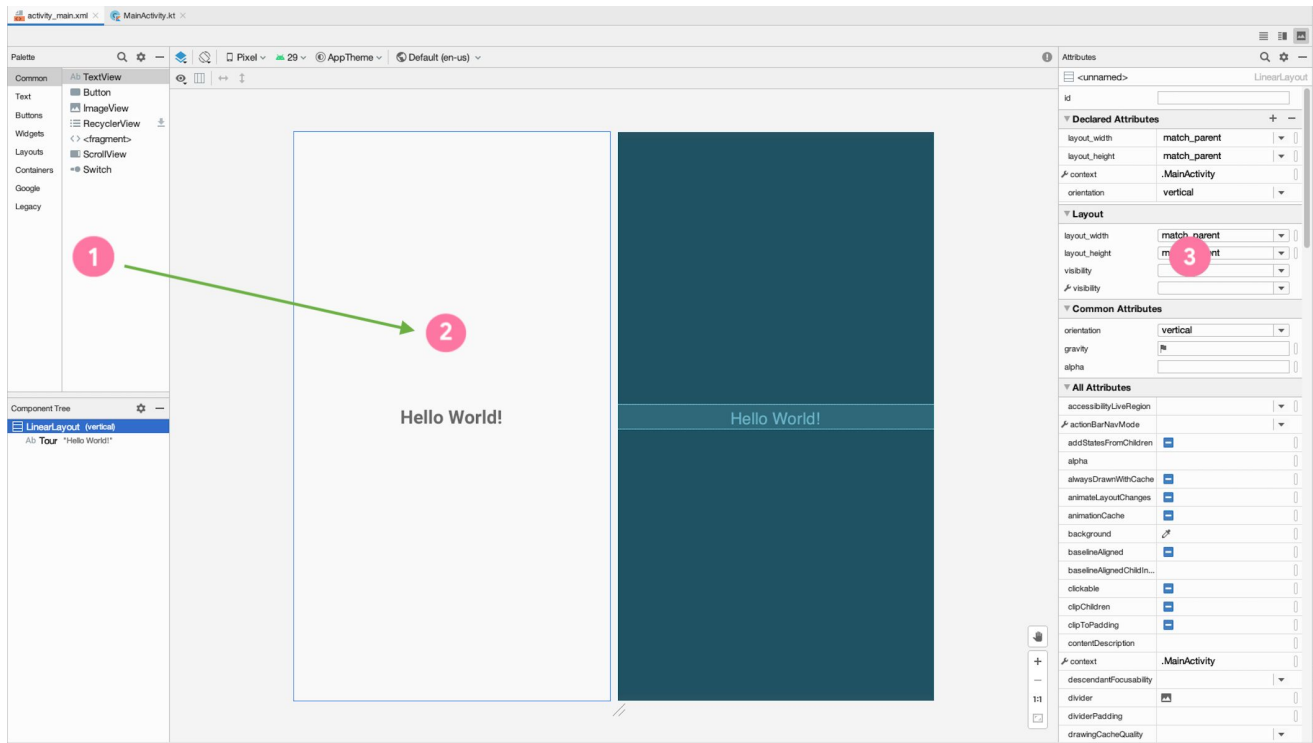 activity_main.xml
MainActivity.kt
Palette
Pixel
29
AppTheme
Default (en-us)
Attributes
Common
Text
Buttons
Widgets
Layouts
Containers
Google
Legacy
Ab TextView
Button
ImageView
RecyclerView
<fragment>
ScrollView
Switch
1
2
Hello World!
Hello World!
Component Tree
LinearLayout (vertical)
Ab Tour "Hello World!"
1:1
<unnamed> LinearLayout
id
Declared Attributes
layout_width match_parent
layout_height match_parent
context .MainActivity
orientation vertical
Layout
layout_width match_parent
layout_height
3
visibility
visibility
Common Attributes
orientation vertical
gravity
alpha
All Attributes
accessibilityLiveRegion
actionBarNavMode
addStatesFromChildren
alpha
alwaysDrawnWithCache
animateLayoutChanges
animationCache
background
baselineAligned
baselineAlignedChildIn...
clickable
clipChildren
clipToPadding
contentDescription
context .MainActivity
descendantFocusability
divider
dividerPadding
drawingCacheQuality